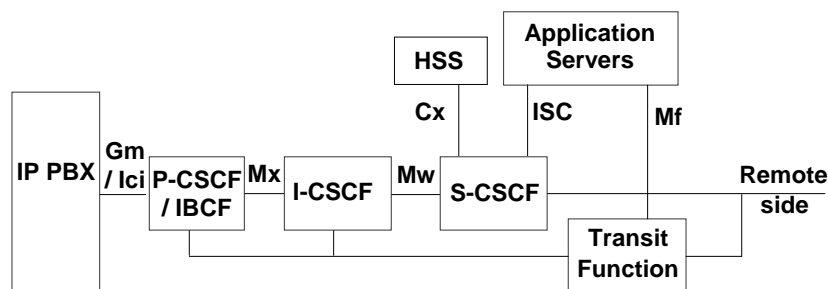 Application
Servers
HSS
Cx
ISC
Mf
IP PBX
Gm
/ Ici
P-CSCF
/ IBCF
Mx
I-CSCF
Mw
S-CSCF
Remote
side
Transit
Function